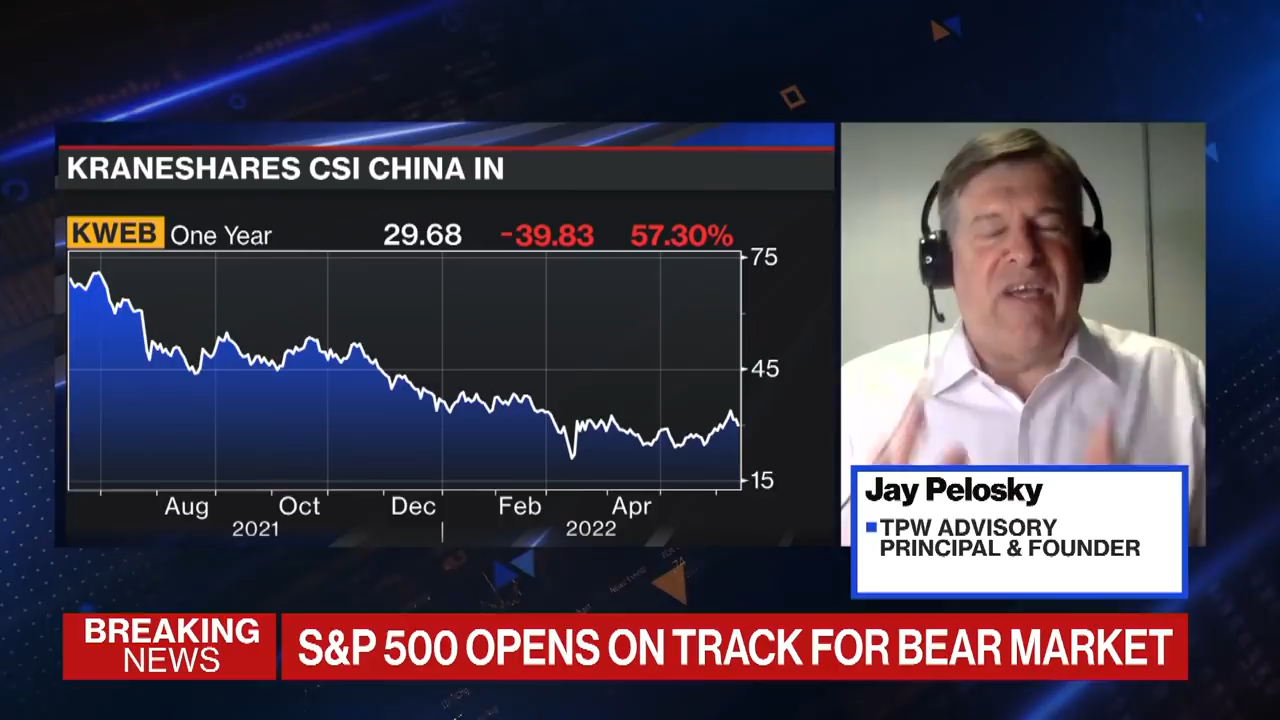 KRANESHARES CSI CHINA IN
KWEB One Year 29.68 -39.83 57.30%
75
45
15
Aug Oct Dec Feb Apr
2021 2022
Jay Pelosky
TPW ADVISORY
PRINCIPAL & FOUNDER
BREAKING
NEWS
S&P 500 OPENS ON TRACK FOR BEAR MARKET